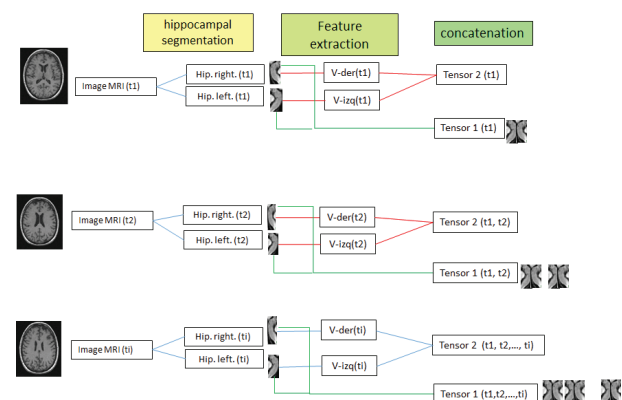 hippocampal
segmentation
Feature
extraction
concatenation
Image MRI (t1)
Hip. right. (t1)
Hip. left. (t1)
V-der(t1)
V-izq(t1)
Tensor 2 (t1)
Tensor 1 (t1)
Image MRI (t2)
Hip. right. (t2)
Hip. left. (t2)
V-der(t2)
V-izq(t2)
Tensor 2 (t1, t2)
Tensor 1 (t1, t2)
Image MRI (ti)
Hip. right. (ti)
Hip. left. (ti)
V-der(ti)
V-izq(ti)
Tensor 2 (t1, t2,..., ti)
Tensor 1 (t1,t2,...,ti)